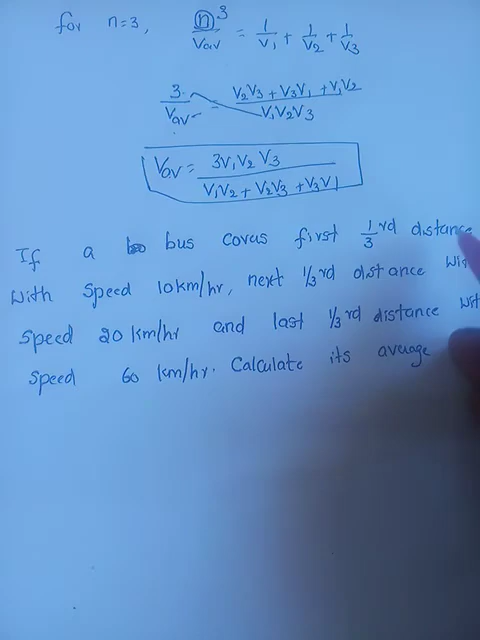 for n=3, n³/Vav = 1/V1 + 1/V2 + 1/V3
3/Vav = V2V3 + V3V1 + V1V2 / V1V2V3
Vav = 3V1V2V3 / V1V2 + V2V3 + V3V1
If a bus covers first 1/3rd distance
with speed 10km/hr, next 1/3rd distance wit
speed 20 km/hr and last 1/3rd distance wit
speed 60 km/hr. Calculate its average